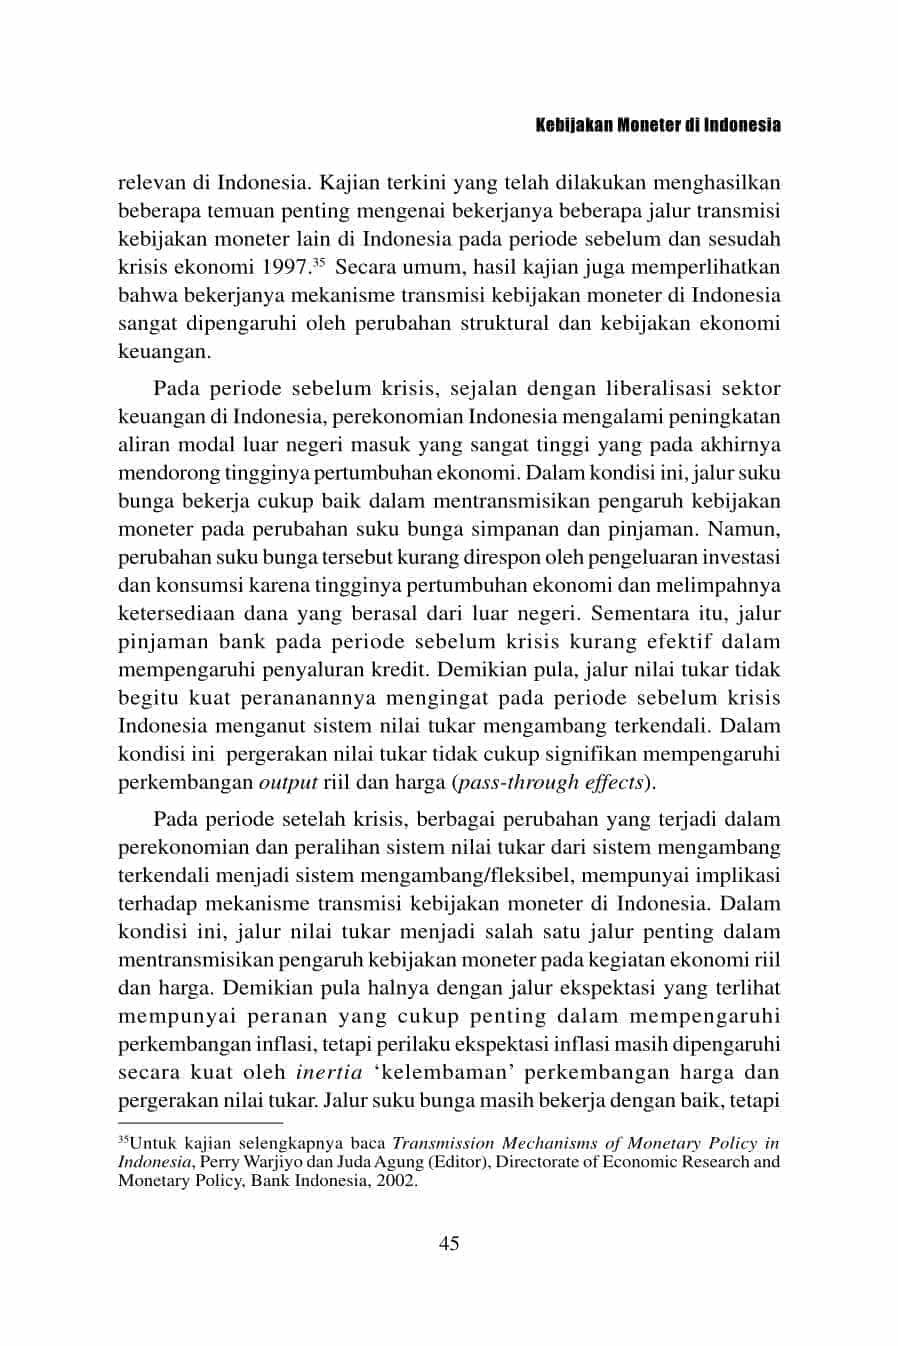 Kebijakan Moneter di Indonesia
relevan di Indonesia. Kajian terkini yang telah dilakukan menghasilkan
beberapa temuan penting mengenai bekerjanya beberapa jalur transmisi
kebijakan moneter lain di Indonesia pada periode sebelum dan sesudah
krisis ekonomi 1997.³⁵ Secara umum, hasil kajian juga memperlihatkan
bahwa bekerjanya mekanisme transmisi kebijakan moneter di Indonesia
sangat dipengaruhi oleh perubahan struktural dan kebijakan ekonomi
keuangan.
Pada periode sebelum krisis, sejalan dengan liberalisasi sektor
keuangan di Indonesia, perekonomian Indonesia mengalami peningkatan
aliran modal luar negeri masuk yang sangat tinggi yang pada akhirnya
mendorong tingginya pertumbuhan ekonomi. Dalam kondisi ini, jalur suku
bunga bekerja cukup baik dalam mentransmisikan pengaruh kebijakan
moneter pada perubahan suku bunga simpanan dan pinjaman. Namun,
perubahan suku bunga tersebut kurang direspon oleh pengeluaran investasi
dan konsumsi karena tingginya pertumbuhan ekonomi dan melimpahnya
ketersediaan dana yang berasal dari luar negeri. Sementara itu, jalur
pinjaman bank pada periode sebelum krisis kurang efektif dalam
mempengaruhi penyaluran kredit. Demikian pula, jalur nilai tukar tidak
begitu kuat perananannya mengingat pada periode sebelum krisis
Indonesia menganut sistem nilai tukar mengambang terkendali. Dalam
kondisi ini pergerakan nilai tukar tidak cukup signifikan mempengaruhi
perkembangan output riil dan harga (pass-through effects).
Pada periode setelah krisis, berbagai perubahan yang terjadi dalam
perekonomian dan peralihan sistem nilai tukar dari sistem mengambang
terkendali menjadi sistem mengambang/fleksibel, mempunyai implikasi
terhadap mekanisme transmisi kebijakan moneter di Indonesia. Dalam
kondisi ini, jalur nilai tukar menjadi salah satu jalur penting dalam
mentransmisikan pengaruh kebijakan moneter pada kegiatan ekonomi riil
dan harga. Demikian pula halnya dengan jalur ekspektasi yang terlihat
mempunyai peranan yang cukup penting dalam mempengaruhi
perkembangan inflasi, tetapi perilaku ekspektasi inflasi masih dipengaruhi
secara kuat oleh inertia ‘kelembaman’ perkembangan harga dan
pergerakan nilai tukar. Jalur suku bunga masih bekerja dengan baik, tetapi
³⁵Untuk kajian selengkapnya baca Transmission Mechanisms of Monetary Policy in
Indonesia, Perry Warjiyo dan Juda Agung (Editor), Directorate of Economic Research and
Monetary Policy, Bank Indonesia, 2002.
45